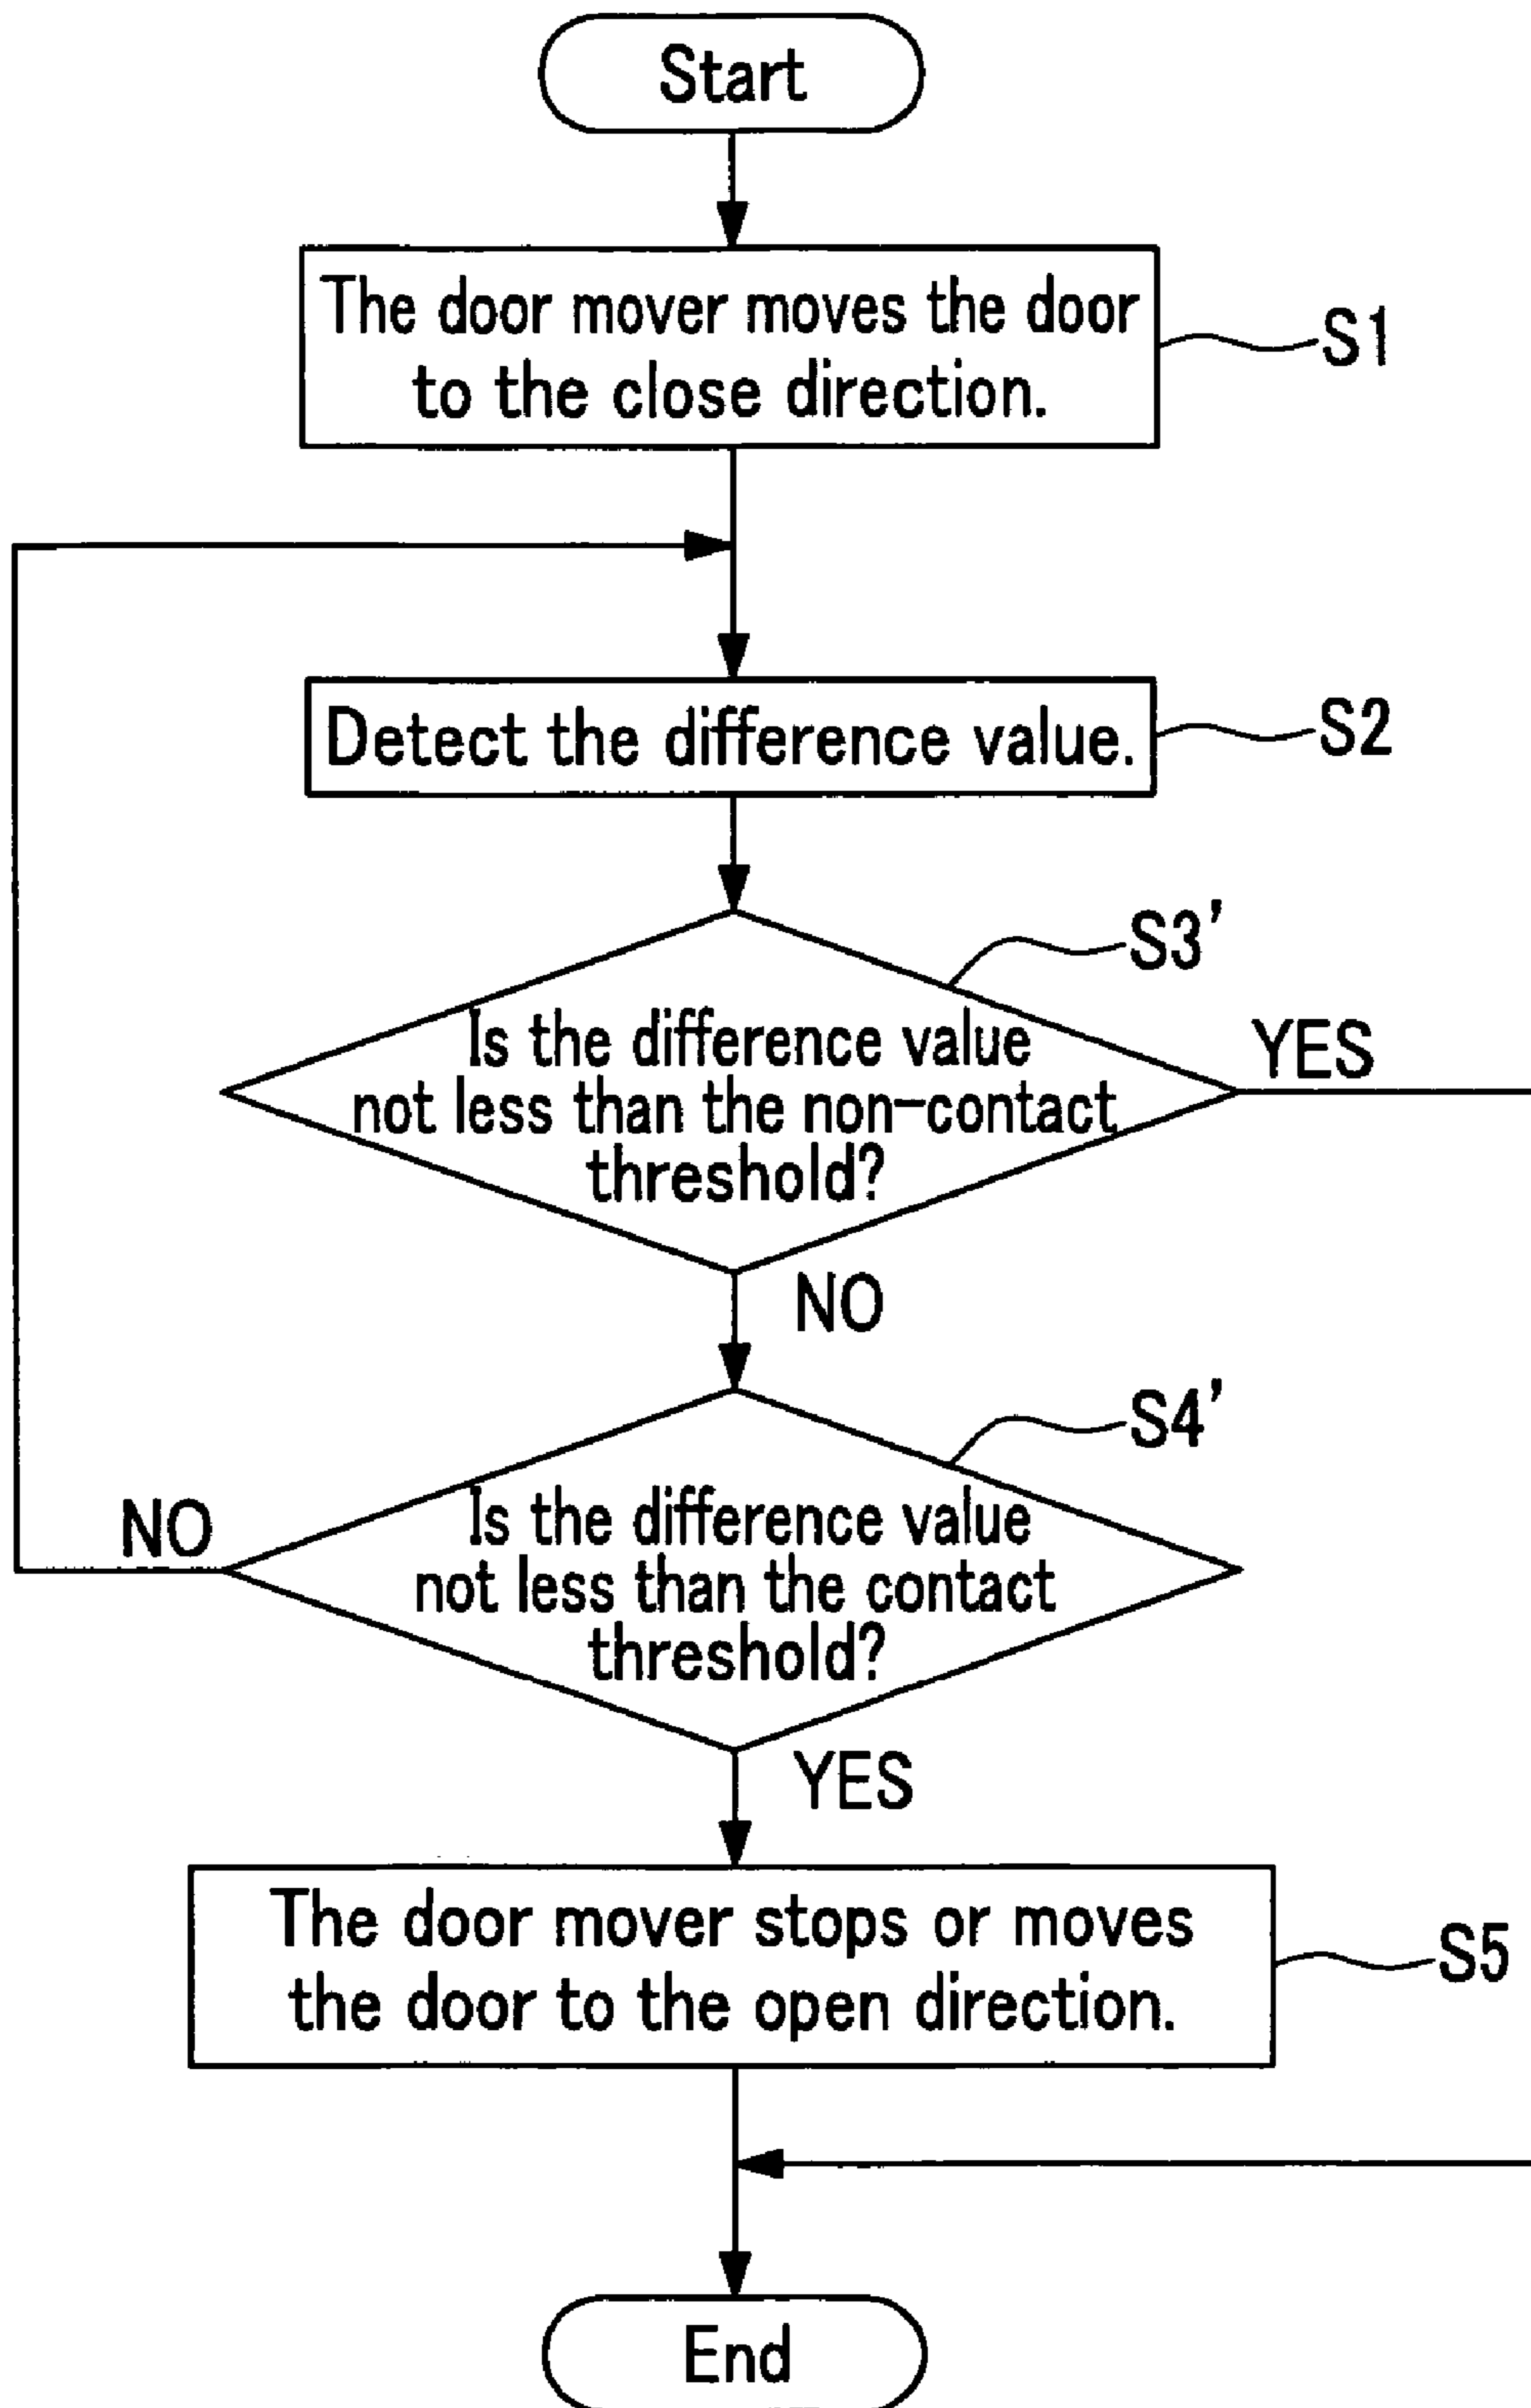 Start
The door mover moves the door
to the close direction.
S1
Detect the difference value.
S2
S3'
Is the difference value
not less than the non-contact
threshold?
YES
NO
S4'
Is the difference value
not less than the contact
threshold?
NO
YES
The door mover stops or moves
the door to the open direction.
S5
End